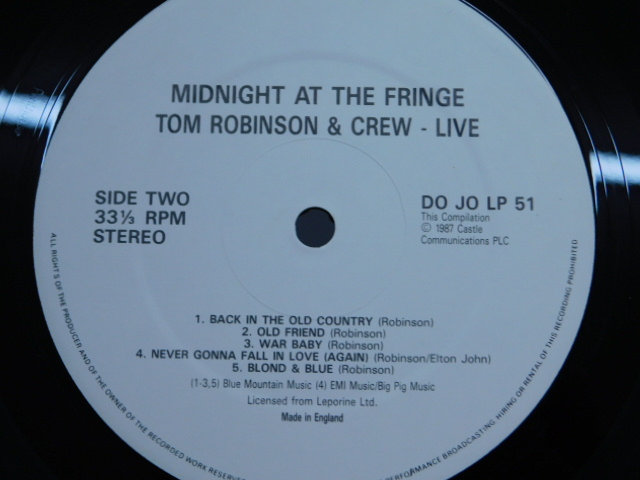 MIDNIGHT AT THE FRINGE
TOM ROBINSON & CREW - LIVE
SIDE TWO
33⅓ RPM
STEREO
DO JO LP 51
This Compilation
© 1987 Castle
Communications PLC
1. BACK IN THE OLD COUNTRY (Robinson)
2. OLD FRIEND (Robinson)
3. WAR BABY (Robinson)
4. NEVER GONNA FALL IN LOVE (AGAIN) (Robinson/Elton John)
5. BLOND & BLUE (Robinson)
(1-3,5) Blue Mountain Music (4) EMI Music/Big Pig Music
Licensed from Leporine Ltd.
Made in England
ALL RIGHTS OF THE PRODUCER AND OF THE OWNER OF THE RECORDED WORK RESERVED
PERFORMANCE BROADCASTING HIRING OR RENTAL OF THIS RECORDING PROHIBITED